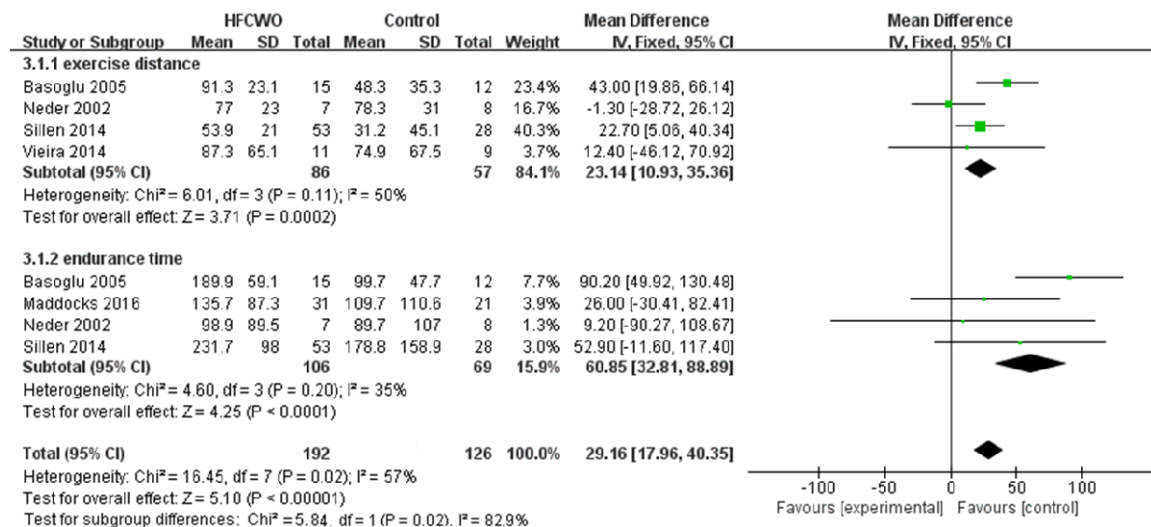 HFCWO Control Mean Difference Mean Difference
Study or Subgroup Mean SD Total Mean SD Total Weight IV, Fixed, 95% CI IV, Fixed, 95% CI
3.1.1 exercise distance
Basoglu 2005 91.3 23.1 15 48.3 35.3 12 23.4% 43.00 [19.86, 66.14]
Neder 2002 77 23 7 78.3 31 8 16.7% -1.30 [-28.72, 26.12]
Sillen 2014 53.9 21 53 31.2 45.1 28 40.3% 22.70 [5.06, 40.34]
Vieira 2014 87.3 65.1 11 74.9 67.5 9 3.7% 12.40 [-46.12, 70.92]
Subtotal (95% CI) 86 57 84.1% 23.14 [10.93, 35.36]
Heterogeneity: Chi² = 6.01, df = 3 (P = 0.11); I² = 50%
Test for overall effect: Z = 3.71 (P = 0.0002)
3.1.2 endurance time
Basoglu 2005 189.9 59.1 15 99.7 47.7 12 7.7% 90.20 [49.92, 130.48]
Maddocks 2016 135.7 87.3 31 109.7 110.6 21 3.9% 26.00 [-30.41, 82.41]
Neder 2002 98.9 89.5 7 89.7 107 8 1.3% 9.20 [-90.27, 108.67]
Sillen 2014 231.7 98 53 178.8 158.9 28 3.0% 52.90 [-11.60, 117.40]
Subtotal (95% CI) 106 69 15.9% 60.85 [32.81, 88.89]
Heterogeneity: Chi² = 4.60, df = 3 (P = 0.20); I² = 35%
Test for overall effect: Z = 4.25 (P < 0.0001)
Total (95% CI) 192 126 100.0% 29.16 [17.96, 40.35]
Heterogeneity: Chi² = 16.45, df = 7 (P = 0.02); I² = 57%
Test for overall effect: Z = 5.10 (P < 0.00001)
Test for subgroup differences: Chi² = 5.84, df = 1 (P = 0.02), I² = 82.9%
-100 -50 0 50 100
Favours [experimental] Favours [control]